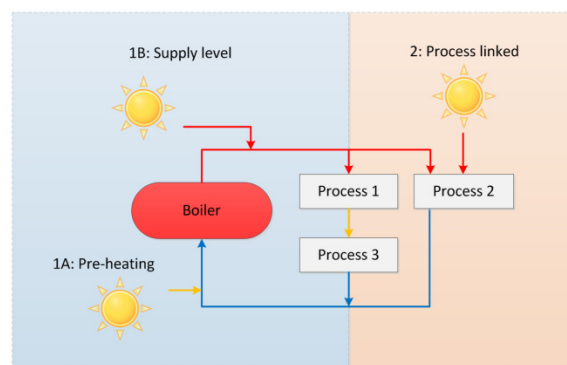 1B: Supply level
2: Process linked
Process 1
Process 2
Boiler
Process 3
1A: Pre-heating